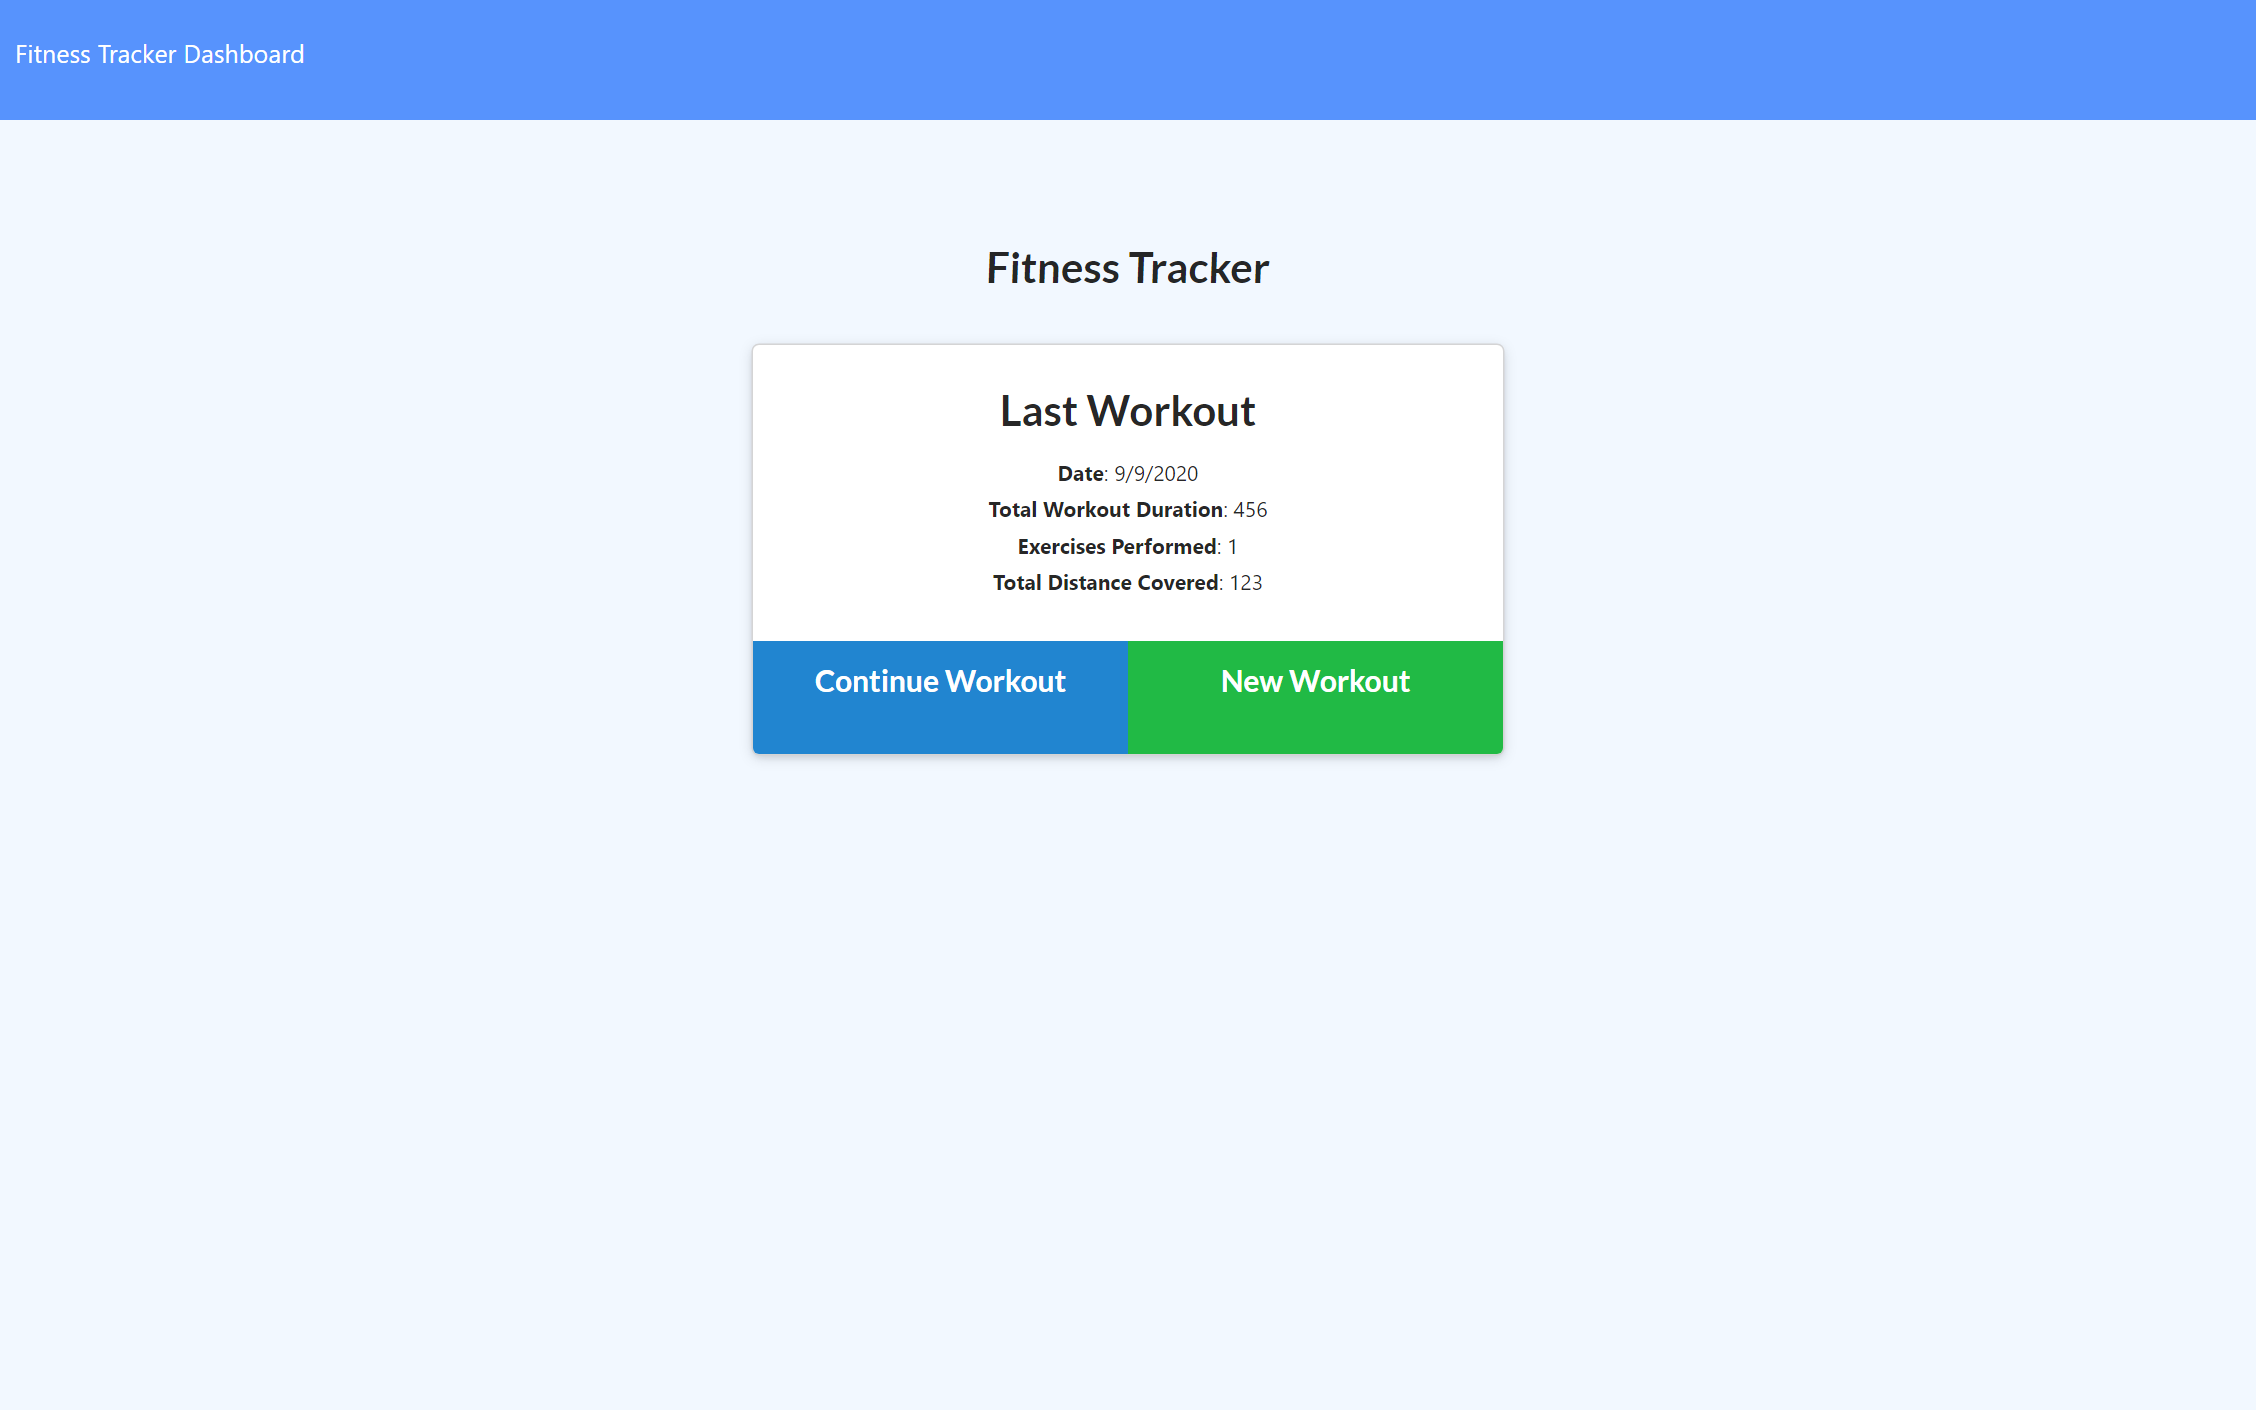 Fitness Tracker Dashboard
Fitness Tracker
Last Workout
Date: 9/9/2020
Total Workout Duration: 456
Exercises Performed: 1
Total Distance Covered: 123
Continue Workout New Workout